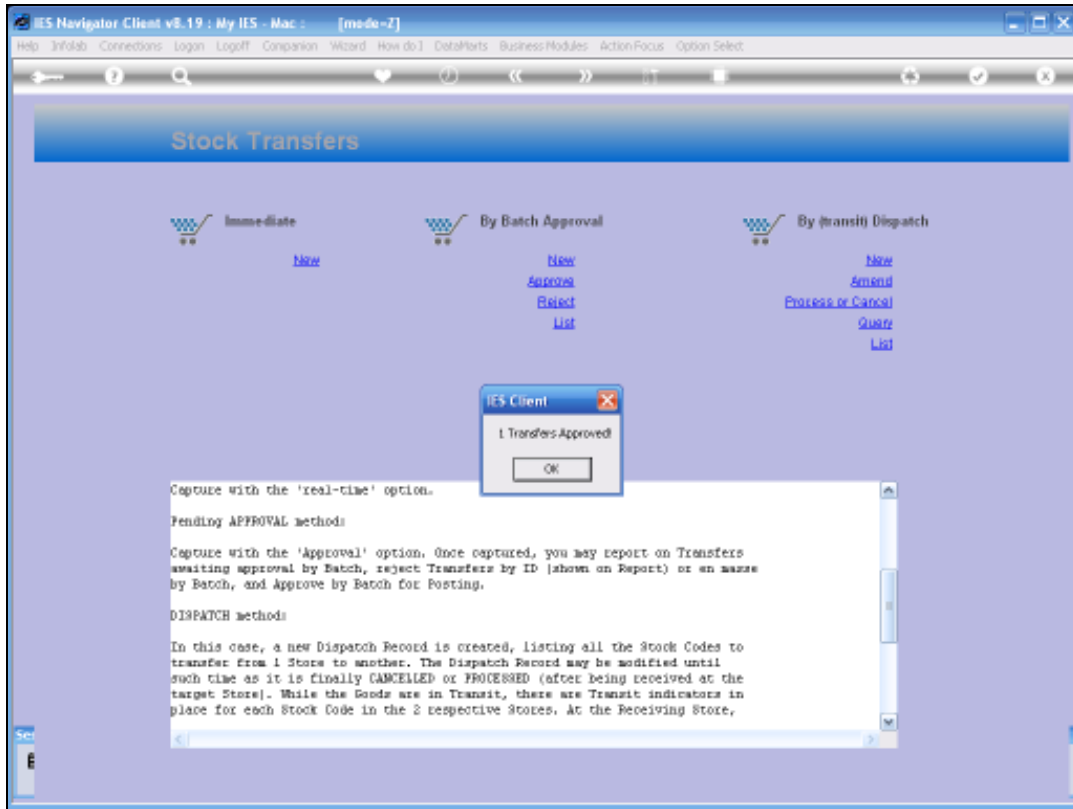 IES Navigator Client v8.19 : My IES - Mac : [mode=Z]
Help Infolab Connections Logon Logoff Companion Wizard How do I DataMarts Business Modules Action Focus Option Select
Stock Transfers
Immediate
New
By Batch Approval
New
Approve
Reject
List
By (transit) Dispatch
New
Amend
Process or Cancel
Query
List
IES Client
1 Transfers Approved!
OK
Capture with the 'real-time' option.
Pending APPROVAL method:
Capture with the 'Approval' option. Once captured, you may report on Transfers
awaiting approval by Batch, reject Transfers by ID (shown on Report) or en masse
by Batch, and Approve by Batch for Posting.
DISPATCH method:
In this case, a new Dispatch Record is created, listing all the Stock Codes to
transfer from 1 Store to another. The Dispatch Record may be modified until
such time as it is finally CANCELLED or PROCESSED (after being received at the
target Store). While the Goods are in Transit, there are Transit indicators in
place for each Stock Code in the 2 respective Stores. At the Receiving Store,